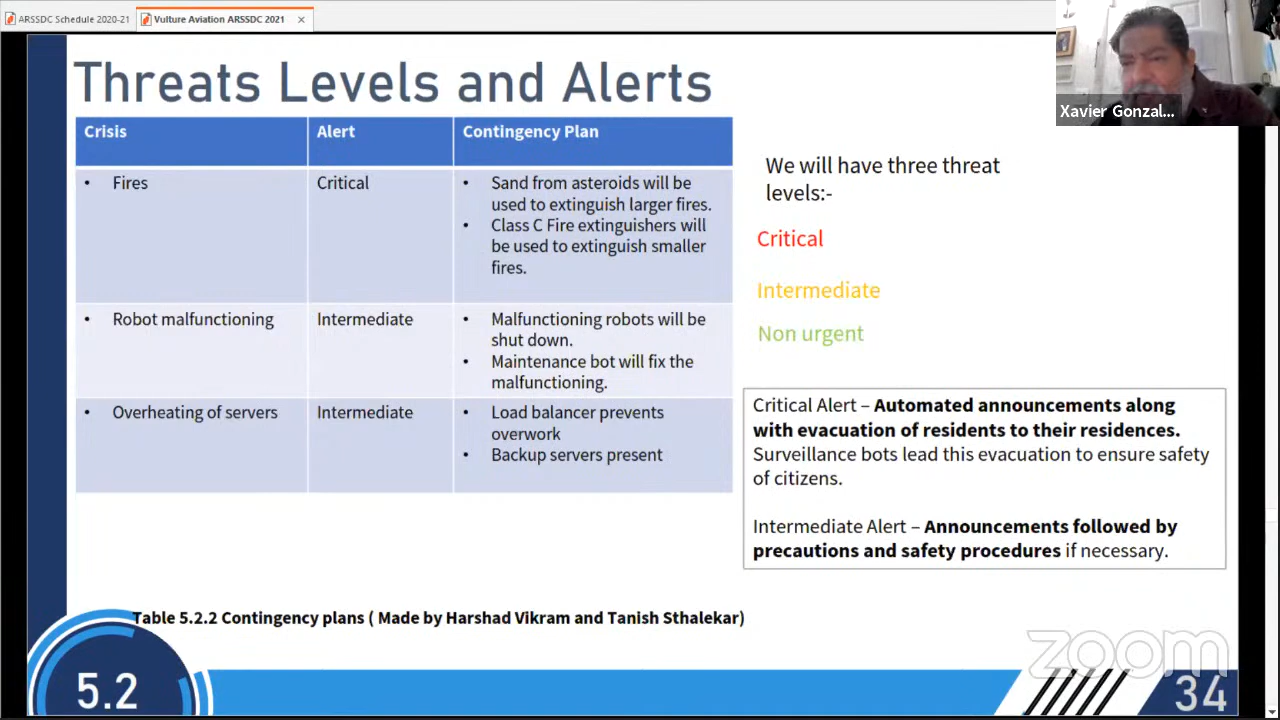 ARSSDC Schedule 2020-21
Vulture Aviation ARSSDC 2021
×
Threats Levels and Alerts
Xavier Gonzal...
Crisis
Alert
Contingency Plan
• Fires
Critical
• Sand from asteroids will be
used to extinguish larger fires.
• Class C Fire extinguishers will
be used to extinguish smaller
fires.
• Robot malfunctioning
Intermediate
• Malfunctioning robots will be
shut down.
• Maintenance bot will fix the
malfunctioning.
• Overheating of servers
Intermediate
• Load balancer prevents
overwork
• Backup servers present
We will have three threat
levels:-
Critical
Intermediate
Non urgent
Critical Alert – Automated announcements along
with evacuation of residents to their residences.
Surveillance bots lead this evacuation to ensure safety
of citizens.
Intermediate Alert – Announcements followed by
precautions and safety procedures if necessary.
Table 5.2.2 Contingency plans ( Made by Harshad Vikram and Tanish Sthalekar)
zoom
5.2
34